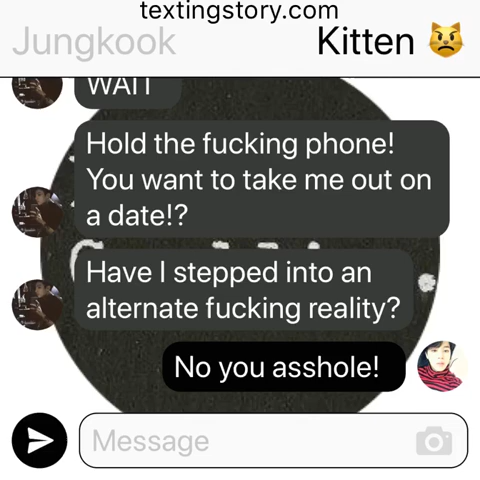 textingstory.com
Jungkook
Kitten 😾
WAIT
Hold the fucking phone!
You want to take me out on
a date!?
Have I stepped into an
alternate fucking reality?
No you asshole!
Message